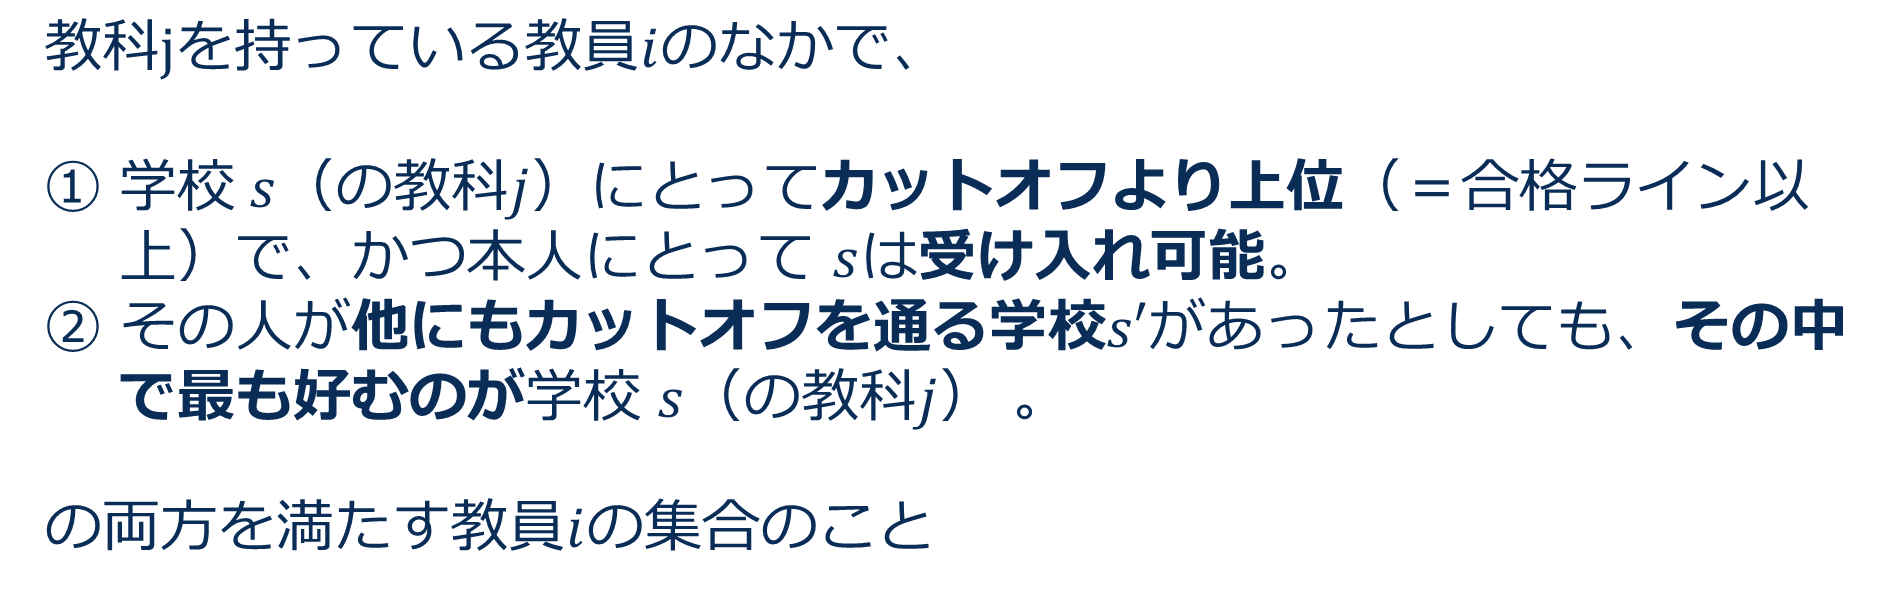 教科jを持っている教員iのなかで、
① 学校 s（の教科j）にとってカットオフより上位（＝合格ライン以
上）で、かつ本人にとって sは受け入れ可能。
② その人が他にもカットオフを通る学校s′があったとしても、その中
で最も好むのが学校 s（の教科j） 。
の両方を満たす教員iの集合のこと